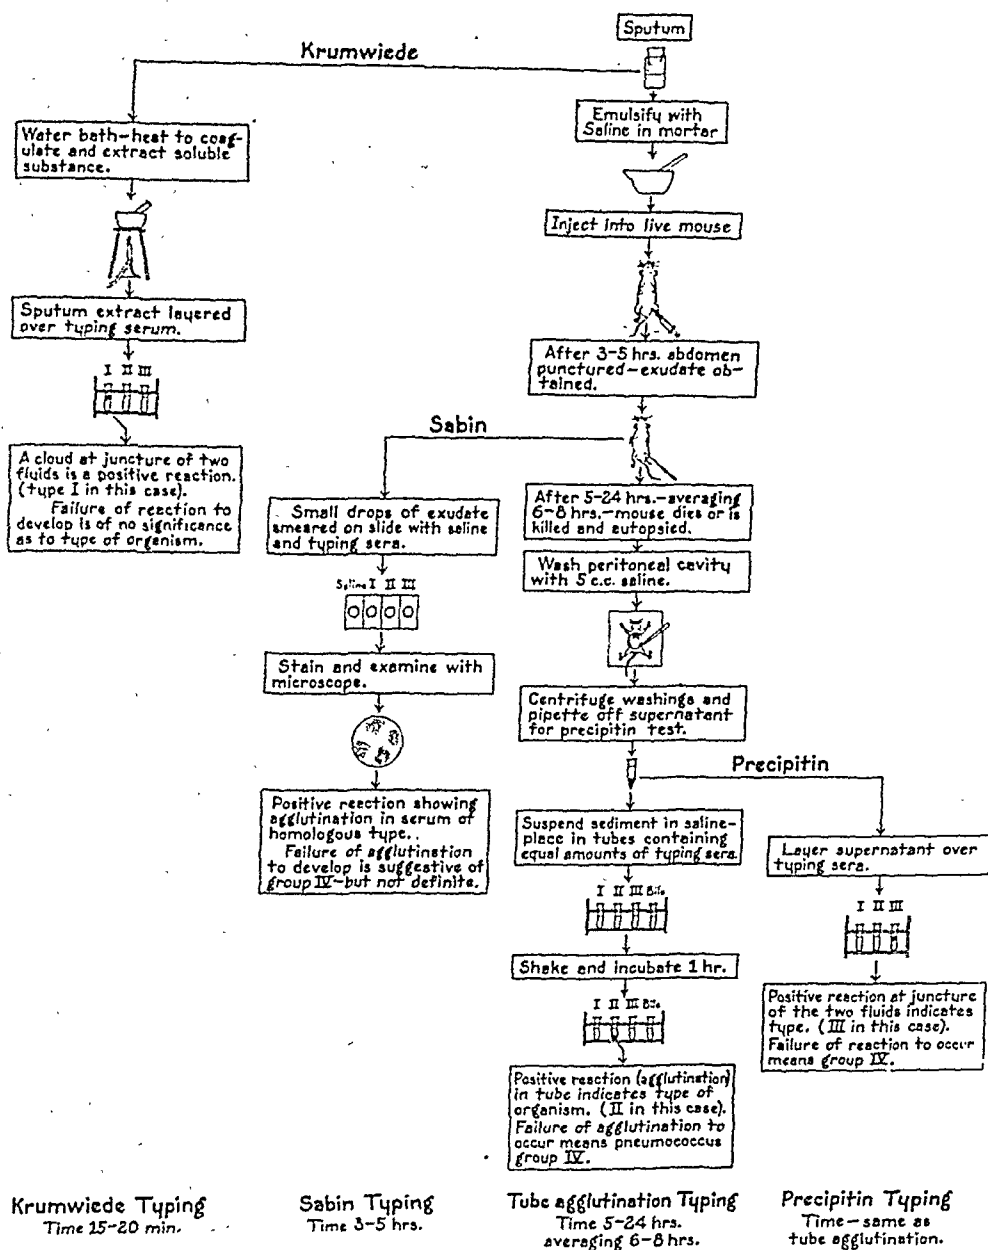 Sputum
Krumwiede
Emulsify with
Saline in mortar
Inject into live mouse
After 3-5 hrs. abdomen
punctured-exudate ob-
tained.
Water bath-heat to coag-
ulate and extract soluble
substance.
Sputum extract layered
over typing serum.
I II III
A cloud at juncture of two
fluids is a positive reaction.
(type I in this case).
Failure of reaction to
develop is of no significance
as to type of organism.
Sabin
Small drops of exudate
smeared on slide with saline
and typing sera.
Saline I II III
Stain and examine with
microscope.
Positive reaction showing
agglutination in serum of
homologous type..
Failure of agglutination
to develop is suggestive of
group IV-but not definite.
After 5-24 hrs.-averaging
6-8 hrs.-mouse dies or is
killed and autopsied.
Wash peritoneal cavity
with 5 c.c. saline.
Centrifuge washings and
pipette off supernatant
for precipitin test.
Suspend sediment in saline-
place in tubes containing
equal amounts of typing sera.
I II III Bile
Shake and incubate 1 hr.
I II III Bile
Positive reaction (agglutination)
in tube indicates type of
organism. (II in this case).
Failure of agglutination to
occur means pneumococcus
group IV.
Precipitin
Layer supernatant over
typing sera.
I II III
Positive reaction at juncture
of the two fluids indicates
type. (III in this case).
Failure of reaction to occur
means group IV.
Krumwiede Typing
Time 15-20 min.
Sabin Typing
Time 3-5 hrs.
Tube agglutination Typing
Time 5-24 hrs.
averaging 6-8 hrs.
Precipitin Typing
Time-same as
tube agglutination.